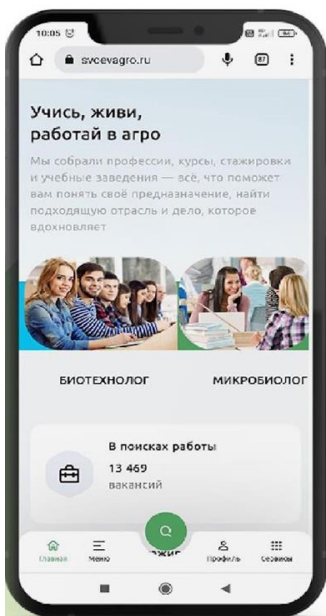 10:05
svoevagro.ru
87
Учись, живи,
работай в агро
Мы собрали профессии, курсы, стажировки
и учебные заведения — всё, что поможет
вам понять своё предназначение, найти
подходящую отрасль и дело, которое
вдохновляет
БИОТЕХНОЛОГ
МИКРОБИОЛОГ
В поисках работы
13 469
вакансий
Главная
Меню
Профиль
Сервисы